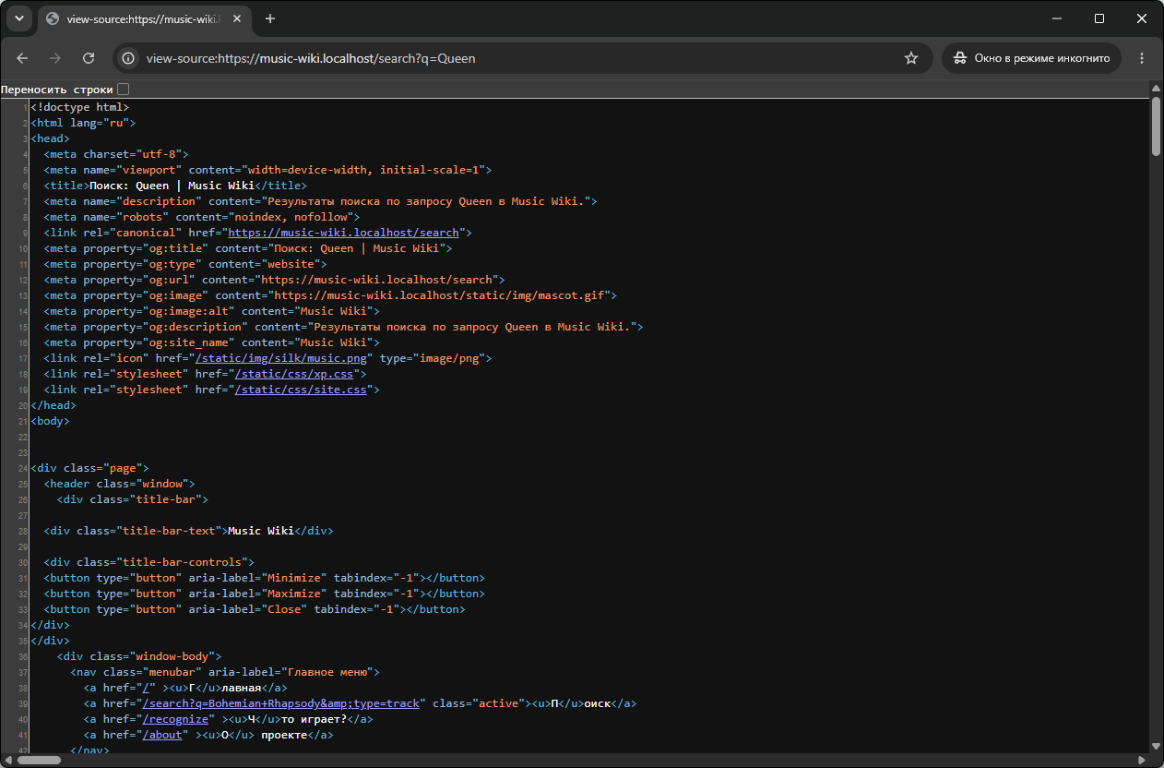 view-source:https://music-wiki.
view-source:https://music-wiki.localhost/search?q=Queen
Окно в режиме инкогнито
Переносить строки
1 <!doctype html>
2 <html lang="ru">
3 <head>
4 <meta charset="utf-8">
5 <meta name="viewport" content="width=device-width, initial-scale=1">
6 <title>Поиск: Queen | Music Wiki</title>
7 <meta name="description" content="Результаты поиска по запросу Queen в Music Wiki.">
8 <meta name="robots" content="noindex, nofollow">
9 <link rel="canonical" href="https://music-wiki.localhost/search">
10 <meta property="og:title" content="Поиск: Queen | Music Wiki">
11 <meta property="og:type" content="website">
12 <meta property="og:url" content="https://music-wiki.localhost/search">
13 <meta property="og:image" content="https://music-wiki.localhost/static/img/mascot.gif">
14 <meta property="og:image:alt" content="Music Wiki">
15 <meta property="og:description" content="Результаты поиска по запросу Queen в Music Wiki.">
16 <meta property="og:site_name" content="Music Wiki">
17 <link rel="icon" href="/static/img/silk/music.png" type="image/png">
18 <link rel="stylesheet" href="/static/css/xp.css">
19 <link rel="stylesheet" href="/static/css/site.css">
20 </head>
21 <body>
22
23
24 <div class="page">
25 <header class="window">
26 <div class="title-bar">
27
28 <div class="title-bar-text">Music Wiki</div>
29
30 <div class="title-bar-controls">
31 <button type="button" aria-label="Minimize" tabindex="-1"></button>
32 <button type="button" aria-label="Maximize" tabindex="-1"></button>
33 <button type="button" aria-label="Close" tabindex="-1"></button>
34 </div>
35 </div>
36 <div class="window-body">
37 <nav class="menubar" aria-label="Главное меню">
38 <a href="/" ><u>Г</u>лавная</a>
39 <a href="/search?q=Bohemian+Rhapsody&amp;type=track" class="active"><u>П</u>оиск</a>
40 <a href="/recognize" ><u>Ч</u>то играет?</a>
41 <a href="/about" ><u>О</u> проекте</a>
42 </nav>